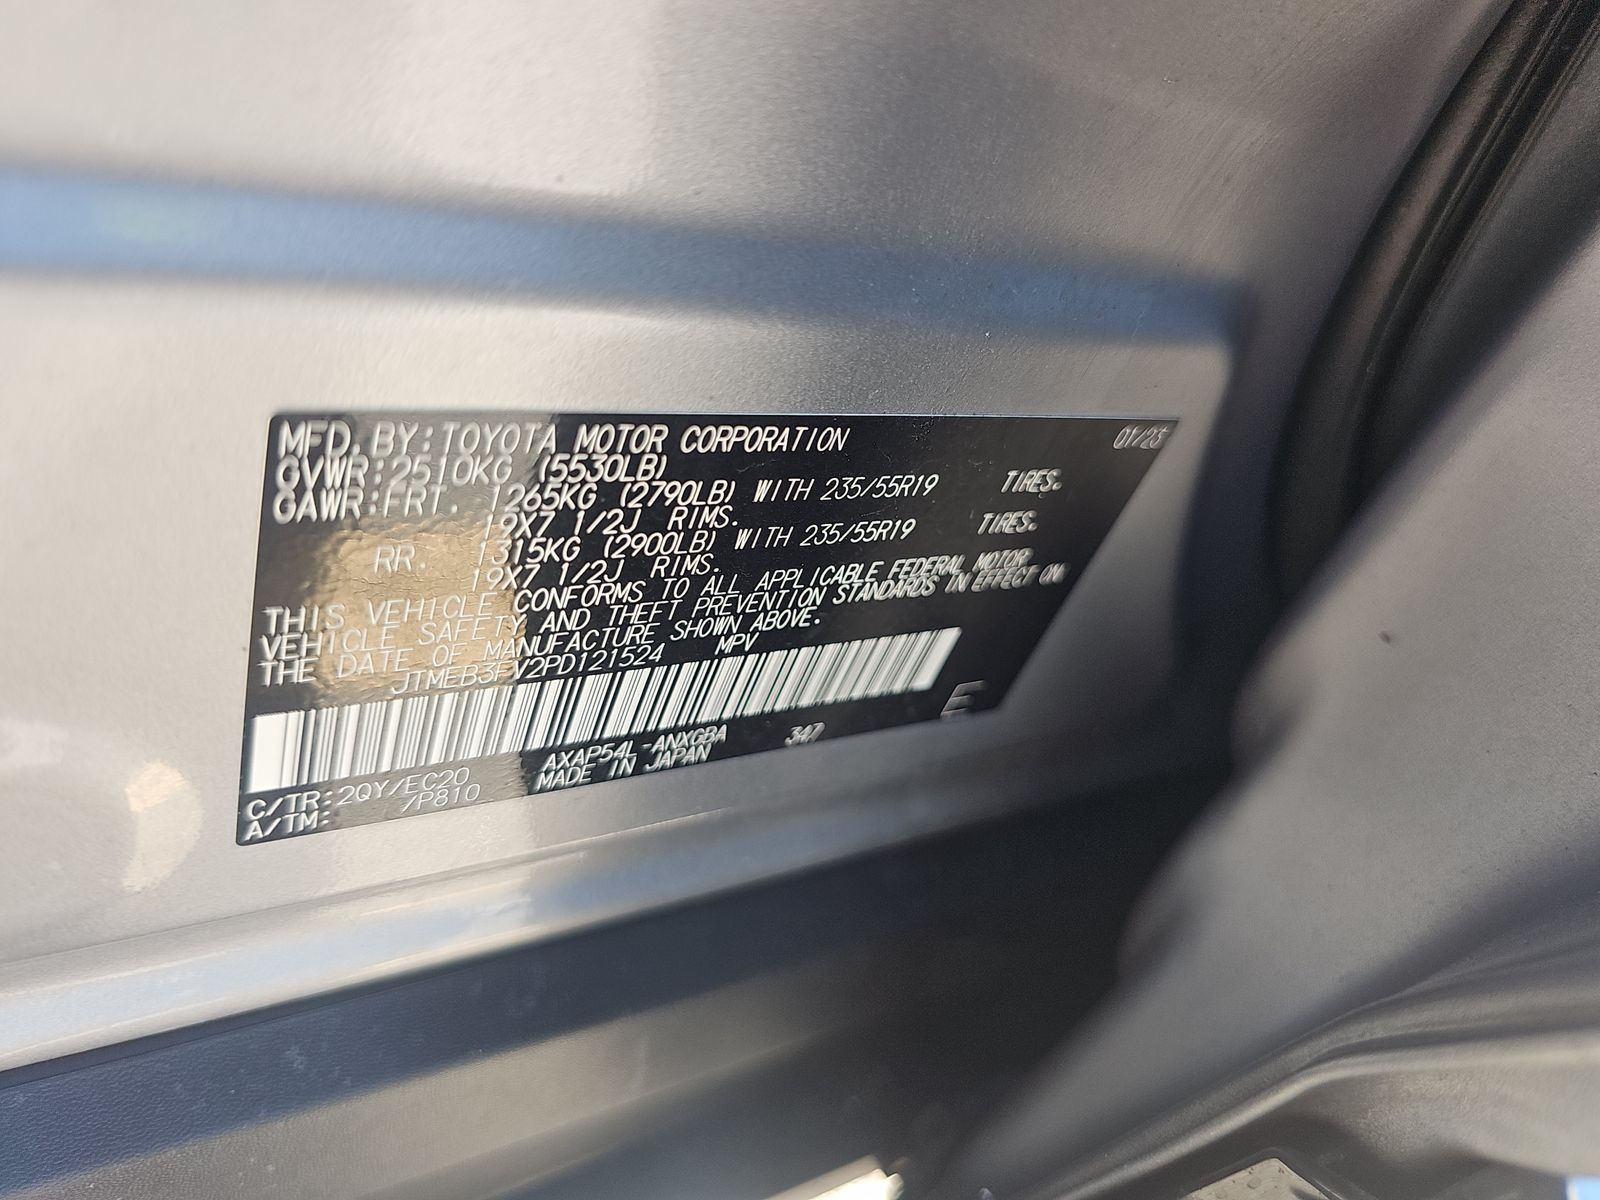 MFD. BY: TOYOTA MOTOR CORPORATION 01/23
GVWR: 2510KG (5530LB)
GAWR: FRT. 1265KG (2790LB) WITH 235/55R19 TIRES.
19X7 1/2J RIMS.
RR. 1315KG (2900LB) WITH 235/55R19 TIRES.
19X7 1/2J RIMS.
THIS VEHICLE CONFORMS TO ALL APPLICABLE FEDERAL MOTOR
VEHICLE SAFETY AND THEFT PREVENTION STANDARDS IN EFFECT ON
THE DATE OF MANUFACTURE SHOWN ABOVE.
JTMEB3FV2PD121524 MPV
E
C/TR: 2QY/EC20 AXAP54L-ANXGBA 347
A/TM: /P810 MADE IN JAPAN